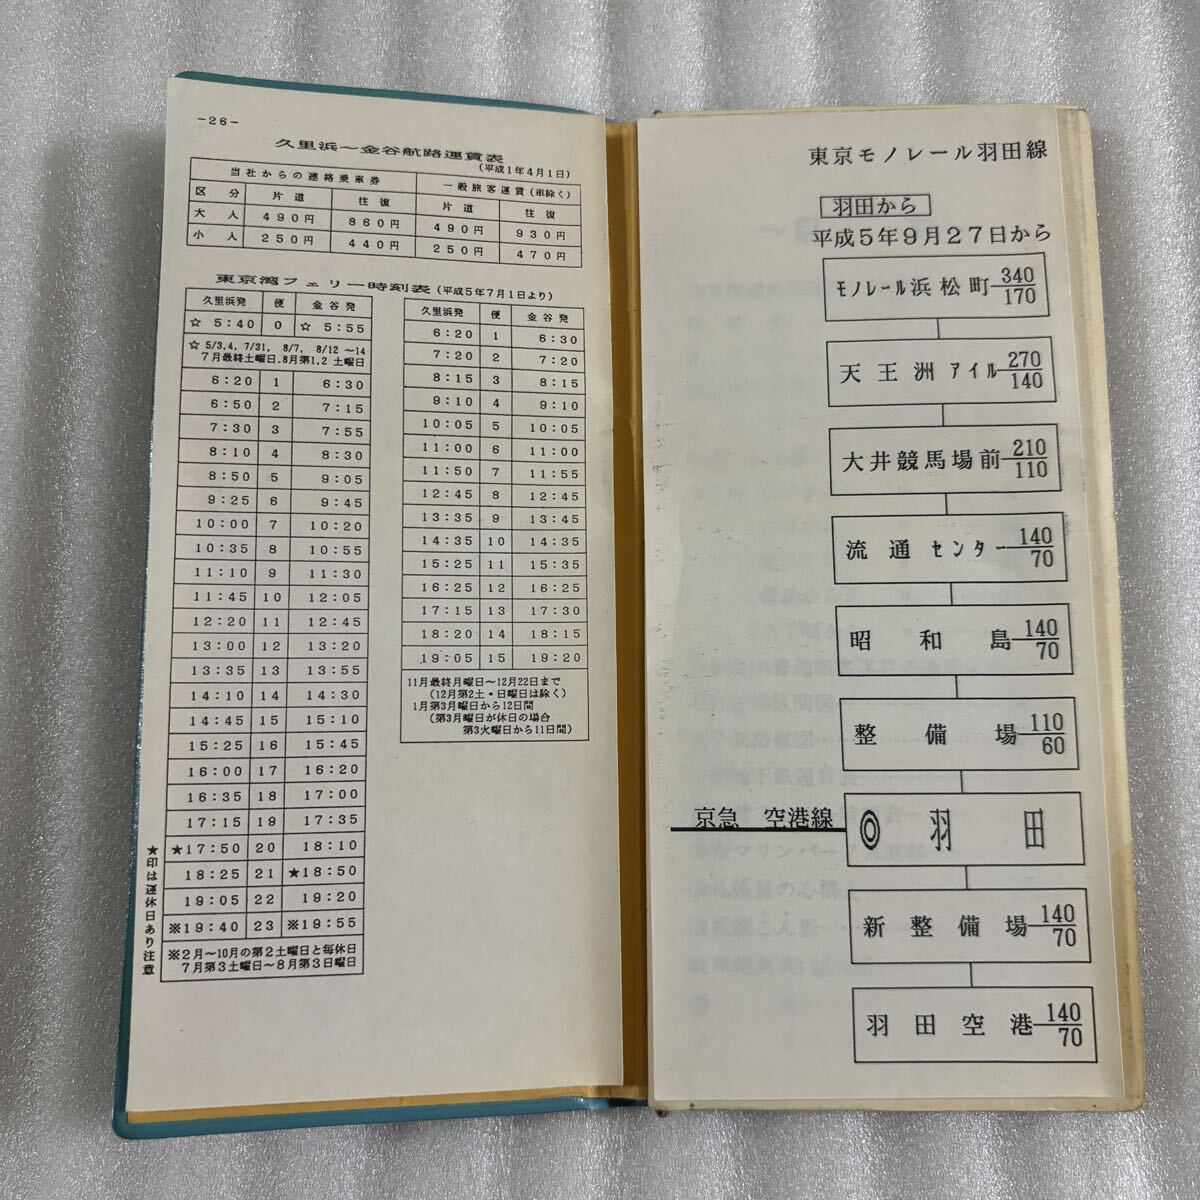 -26-
久里浜～金谷航路運賃表
(平成1年4月1日)
当社からの連絡乗車券 一般旅客運賃(車除く)
区 分 片道 往復 片道 往復
大 人 490円 860円 490円 930円
小 人 250円 440円 250円 470円
東京湾フェリー時刻表(平成5年7月1日より)
久里浜発 便 金谷発
☆ 5:40 0 ☆ 5:55
☆ 5/3,4, 7/31, 8/7, 8/12 ～14
7月最終土曜日.8月第1.2 土曜日
6:20 1 6:30
6:50 2 7:15
7:30 3 7:55
8:10 4 8:30
8:50 5 9:05
9:25 6 9:45
10:00 7 10:20
10:35 8 10:55
11:10 9 11:30
11:45 10 12:05
12:20 11 12:45
13:00 12 13:20
13:35 13 13:55
14:10 14 14:30
14:45 15 15:10
15:25 16 15:45
16:00 17 16:20
16:35 18 17:00
17:15 19 17:35
★17:50 20 18:10
18:25 21 ★18:50
19:05 22 19:20
※19:40 23 ※19:55
※2月～10月の第2土曜日と毎休日
7月第3土曜日～8月第3日曜日
★印は運休日あり注意
久里浜発 便 金谷発
6:20 1 6:30
7:20 2 7:20
8:15 3 8:15
9:10 4 9:10
10:05 5 10:05
11:00 6 11:00
11:50 7 11:55
12:45 8 12:45
13:35 9 13:45
14:35 10 14:35
15:25 11 15:35
16:25 12 16:25
17:15 13 17:30
18:20 14 18:15
19:05 15 19:20
11月最終月曜日～12月22日まで
(12月第2土・日曜日は除く)
1月第3月曜日から12日間
(第3月曜日が休日の場合
第3火曜日から11日間)
東京モノレール羽田線
羽田から
平成5年9月27日から
モノレール浜松町 340/170
天王洲アイル 270/140
大井競馬場前 210/110
流通センター 140/70
昭和島 140/70
整備場 110/60
京急 空港線 ◎羽田
新整備場 140/70
羽田空港 140/70